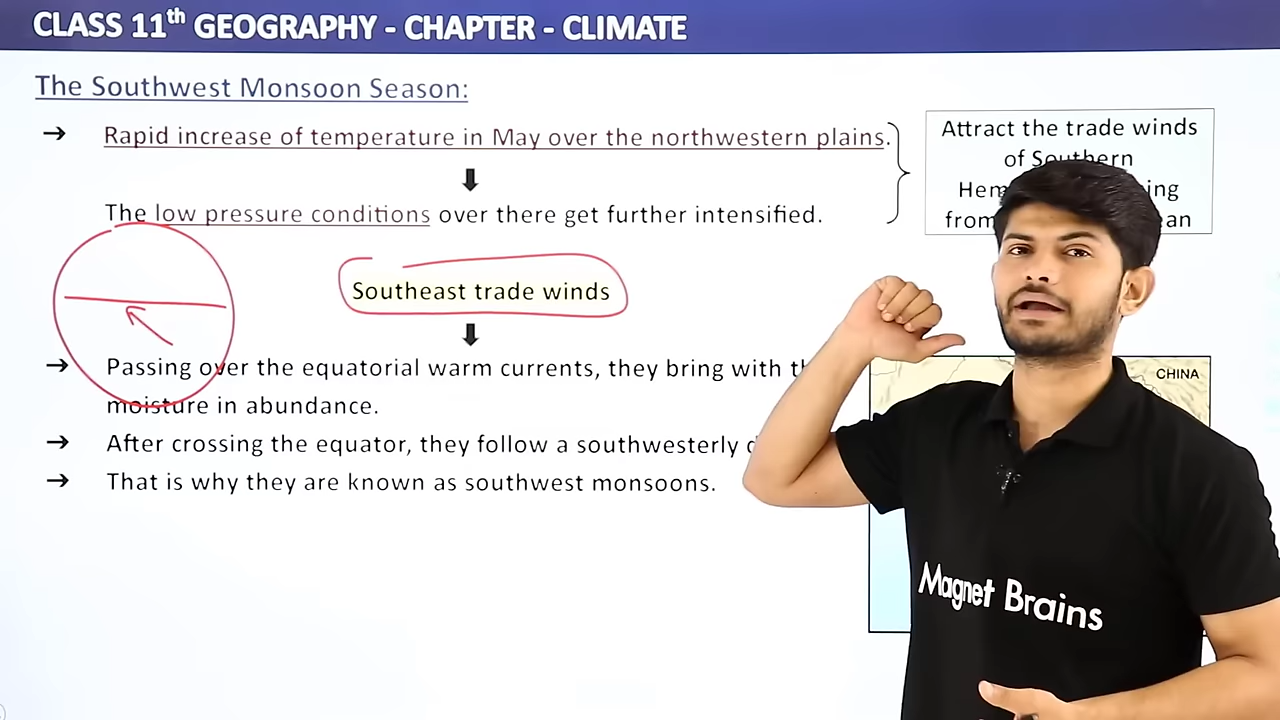 CLASS 11th GEOGRAPHY - CHAPTER - CLIMATE
The Southwest Monsoon Season:
➔ Rapid increase of temperature in May over the northwestern plains.
The low pressure conditions over there get further intensified.
Attract the trade winds
of Southern
from
Southeast trade winds
➔ Passing over the equatorial warm currents, they bring with
moisture in abundance.
➔ After crossing the equator, they follow a southwesterly
➔ That is why they are known as southwest monsoons.
CHINA
Magnet Brains